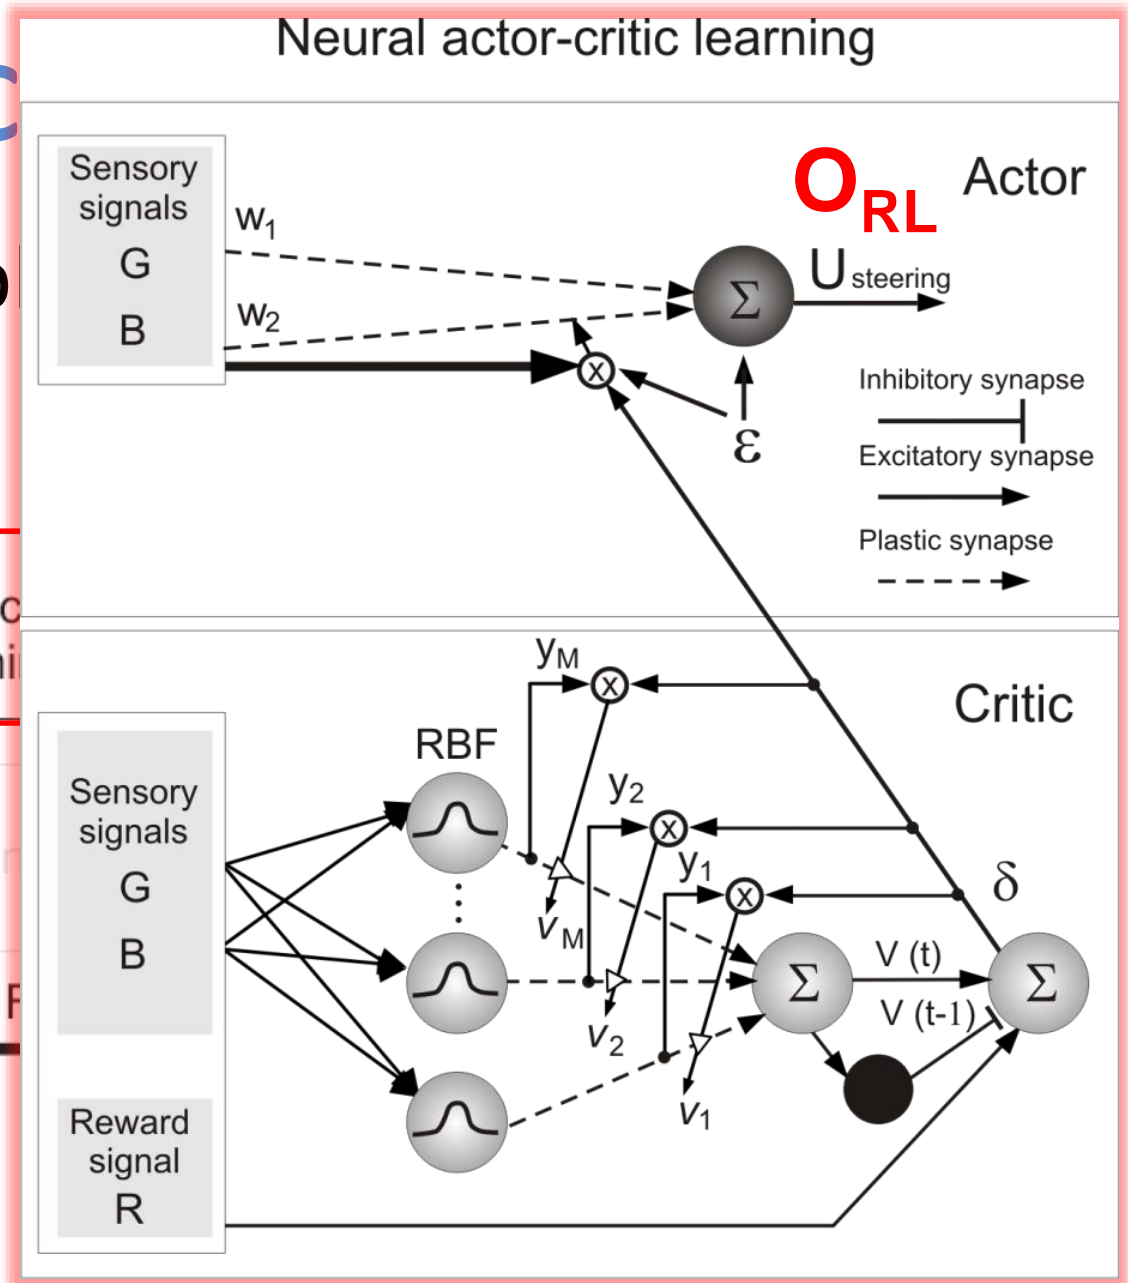 Neural actor-critic learning
Sensory
signals
G
B
w1
w2
ORL
Actor
Σ
U steering
x
ε
Inhibitory synapse
Excitatory synapse
Plastic synapse
Critic
Sensory
signals
G
B
Reward
signal
R
RBF
yM
x
y2
x
y1
x
δ
vM
v2
v1
Σ
V (t)
V (t-1)
Σ